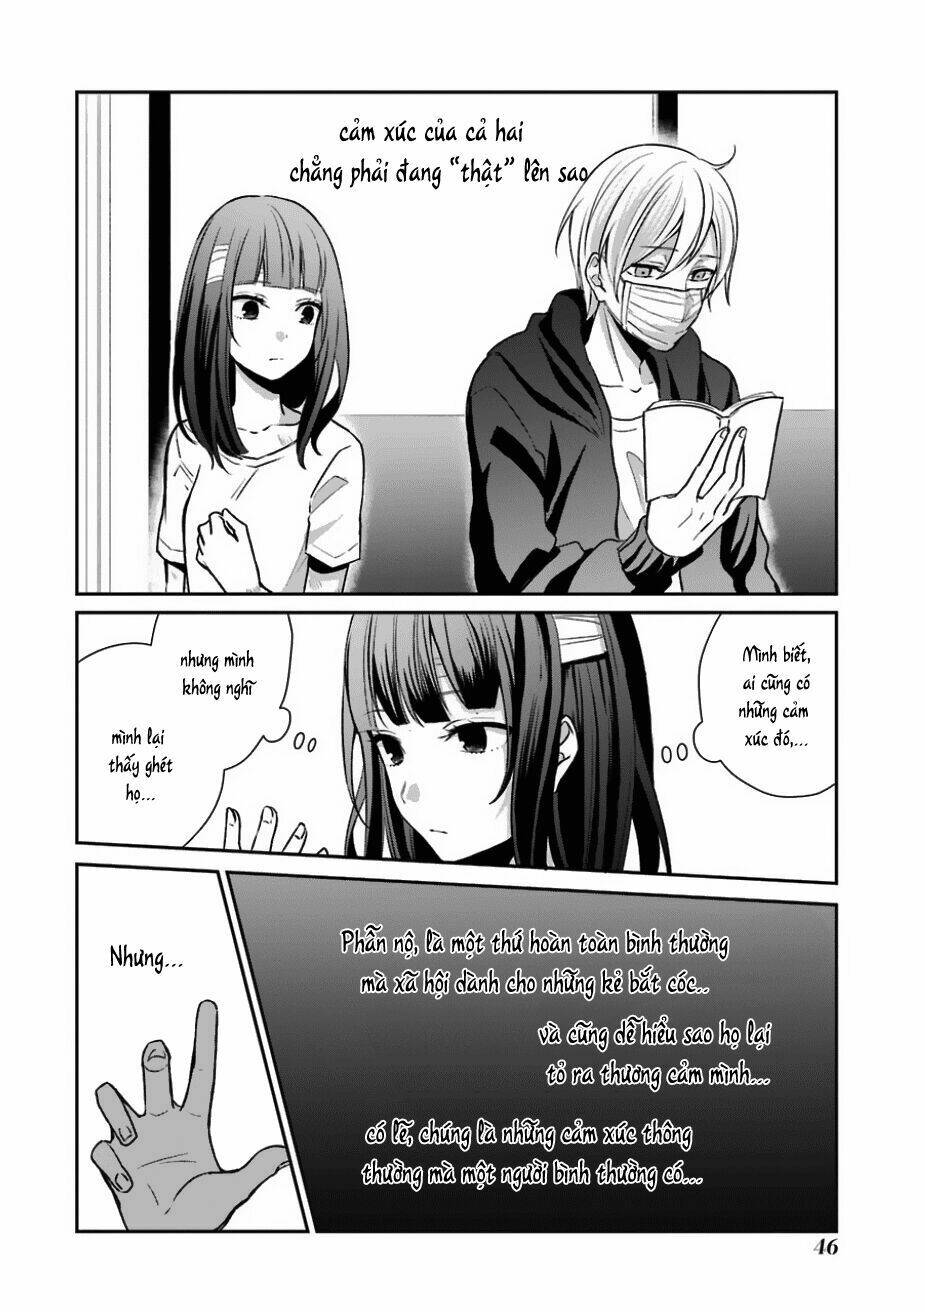 cảm xúc của cả hai
chẳng phải đang “thật” lên sao
Mình biết,
ai cũng có
những cảm
xúc đó,...
nhưng mình
không nghĩ
mình lại
thấy ghét
họ...
Phẫn nộ, là một thứ hoàn toàn bình thường
mà xã hội dành cho những kẻ bắt cóc..
và cũng dễ hiểu sao họ lại
tỏ ra thương cảm mình...
có lẽ, chúng là những cảm xúc thông
thường mà một người bình thường có...
Nhưng...
46